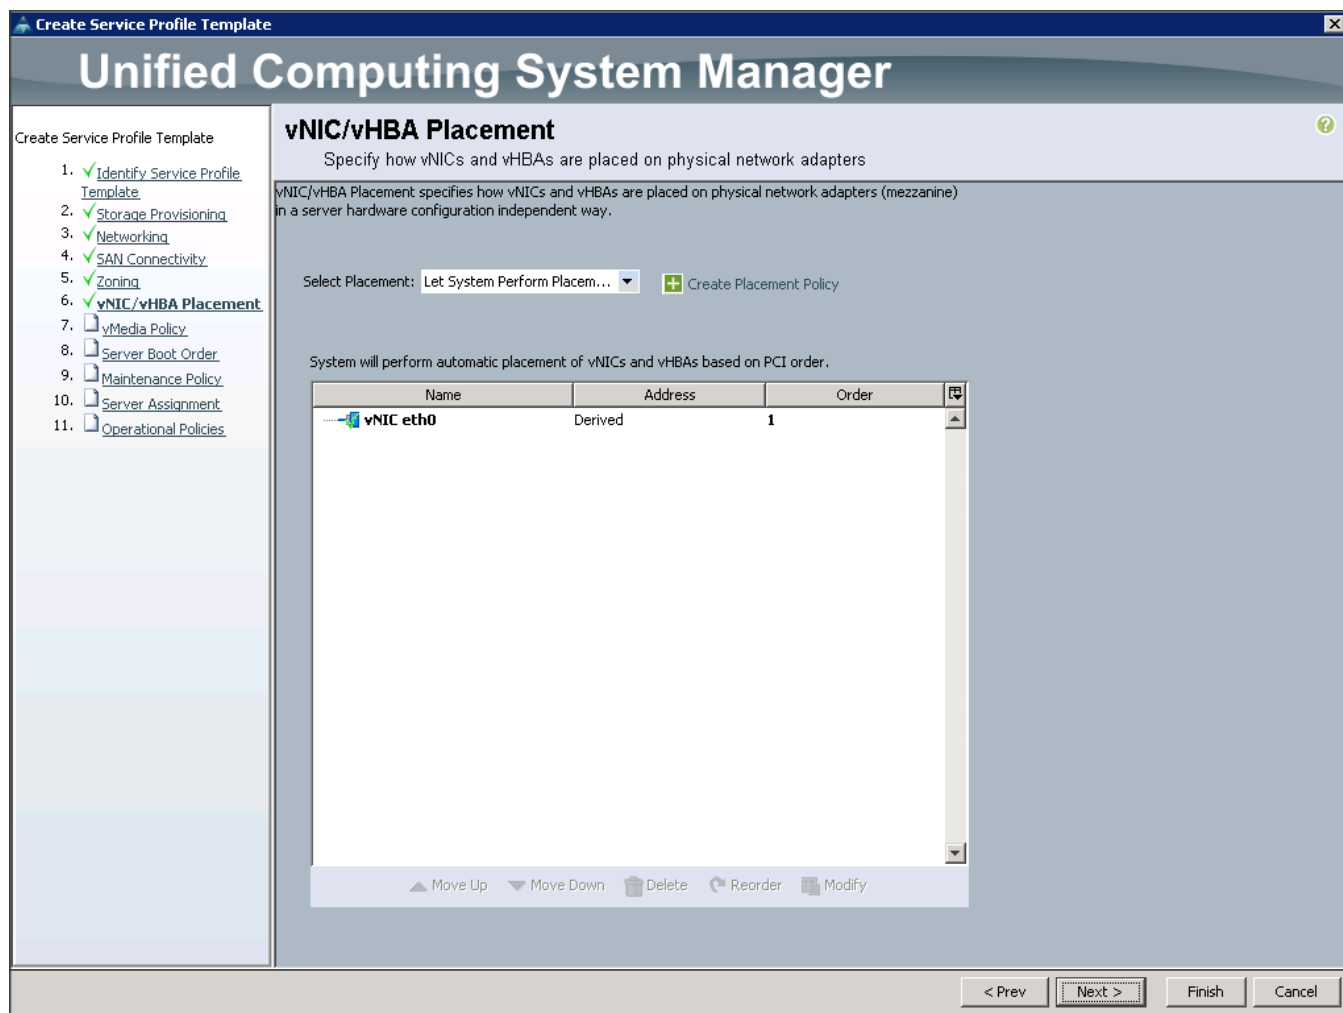 Create Service Profile Template
Unified Computing System Manager
Create Service Profile Template
1. Identify Service Profile
Template
2. Storage Provisioning
3. Networking
4. SAN Connectivity
5. Zoning
6. vNIC/vHBA Placement
7. vMedia Policy
8. Server Boot Order
9. Maintenance Policy
10. Server Assignment
11. Operational Policies
vNIC/vHBA Placement
Specify how vNICs and vHBAs are placed on physical network adapters
vNIC/vHBA Placement specifies how vNICs and vHBAs are placed on physical network adapters (mezzanine)
in a server hardware configuration independent way.
Select Placement: Let System Perform Placem... Create Placement Policy
System will perform automatic placement of vNICs and vHBAs based on PCI order.
Name Address Order
vNIC eth0 Derived 1
Move Up Move Down Delete Reorder Modify
< Prev Next > Finish Cancel